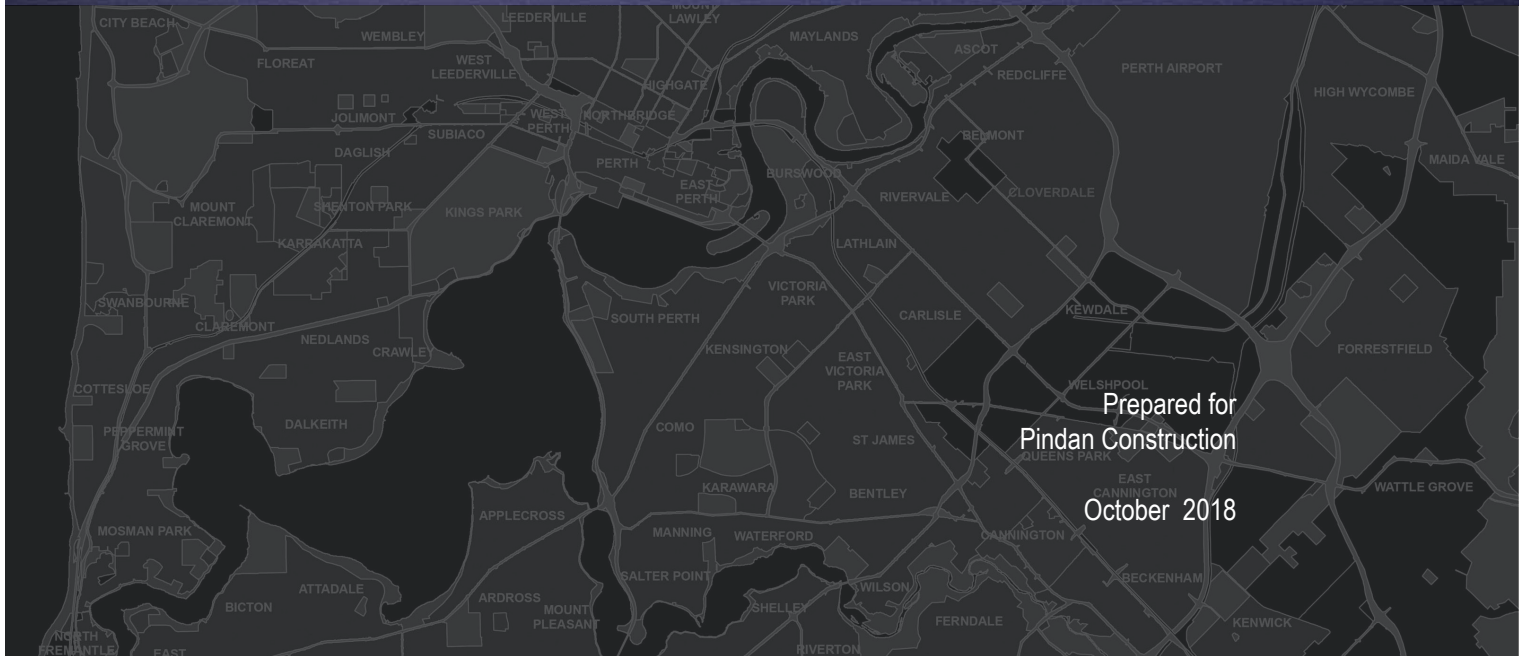 CITY BEACH
LEEDERVILLE
MOUNT
LAWLEY
WEMBLEY
MAYLANDS
ASCOT
FLOREAT
WEST
LEEDERVILLE
REDCLIFFE
PERTH AIRPORT
HIGHGATE
HIGH WYCOMBE
JOLIMONT
SUBIACO
WEST
PERTH
NORTHBRIDGE
BELMONT
DAGLISH
PERTH
MAIDA VALE
BURSWOOD
EAST
PERTH
RIVERVALE
CLOVERDALE
MOUNT
CLAREMONT
SHENTON PARK
KINGS PARK
KARRAKATTA
LATHLAIN
VICTORIA
PARK
SWANBOURNE
CLAREMONT
SOUTH PERTH
CARLISLE
KEWDALE
NEDLANDS
CRAWLEY
KENSINGTON
EAST
VICTORIA
PARK
FORRESTFIELD
COTTESLOE
WELSHPOOL
Prepared for
Pindan Construction
PEPPERMINT
GROVE
DALKEITH
COMO
ST JAMES
QUEENS PARK
EAST
CANNINGTON
KARAWARA
BENTLEY
WATTLE GROVE
October 2018
MOSMAN PARK
APPLECROSS
MANNING
WATERFORD
CANNINGTON
SALTER POINT
BECKENHAM
ATTADALE
WILSON
BICTON
ARDROSS
MOUNT
PLEASANT
SHELLEY
FERNDALE
KENWICK
NORTH
FREMANTLE
EAST
RIVERTON